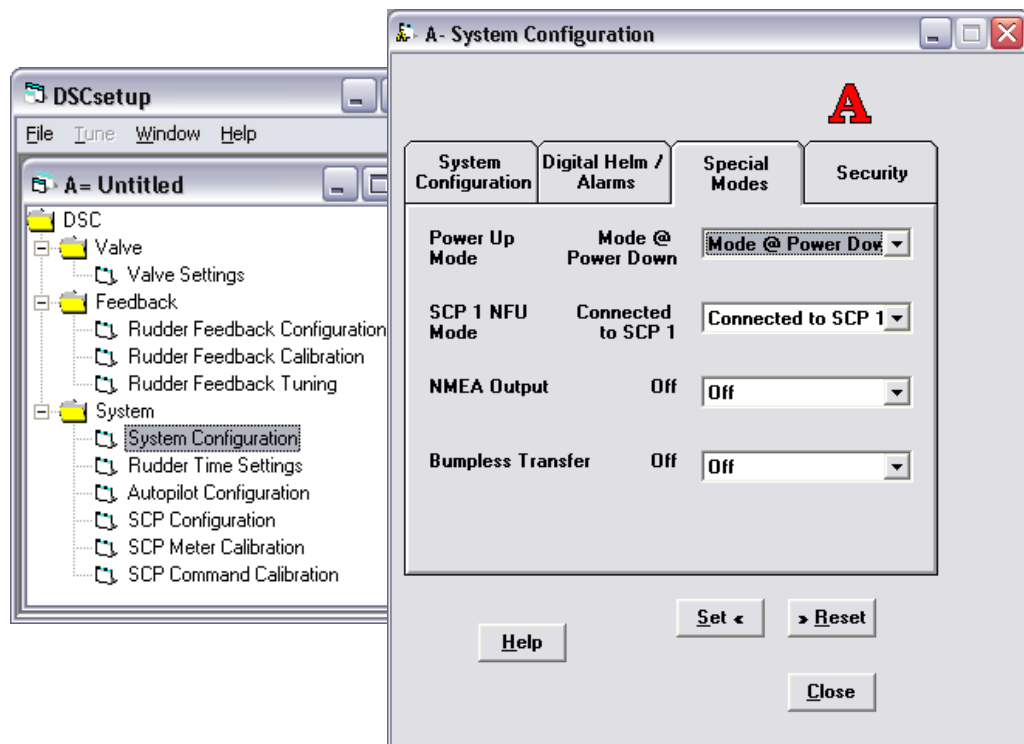 DSCsetup
File Tune Window Help
A= Untitled
DSC
Valve
Valve Settings
Feedback
Rudder Feedback Configuration
Rudder Feedback Calibration
Rudder Feedback Tuning
System
System Configuration
Rudder Time Settings
Autopilot Configuration
SCP Configuration
SCP Meter Calibration
SCP Command Calibration
A- System Configuration
A
System Configuration
Digital Helm / Alarms
Special Modes
Security
Power Up Mode
Mode @ Power Down
Mode @ Power Dow
SCP 1 NFU Mode
Connected to SCP 1
Connected to SCP 1
NMEA Output Off Off
Bumpless Transfer Off Off
Set «
» Reset
Help
Close